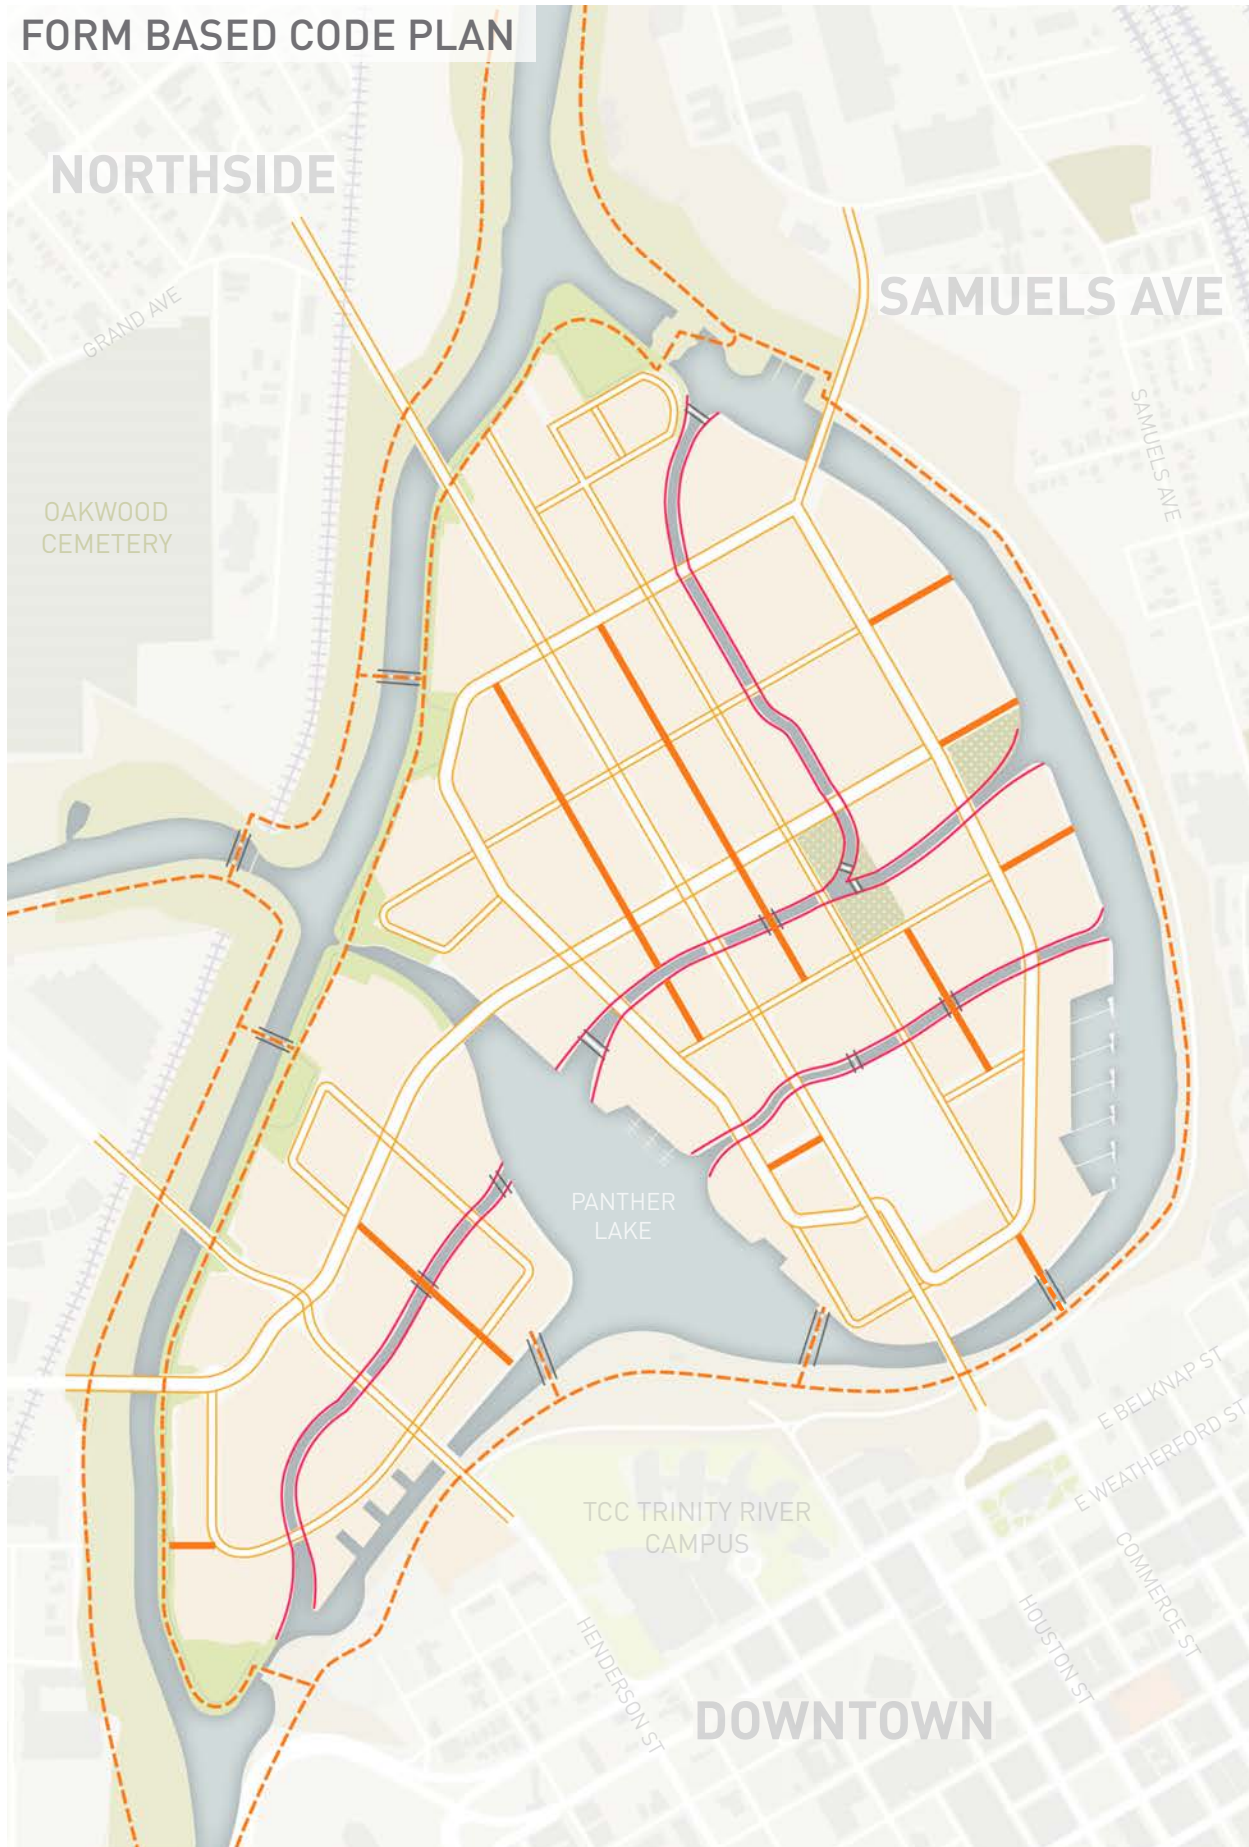 FORM BASED CODE PLAN
NORTHSIDE
SAMUELS AVE
GRAND AVE
SAMUELS AVE
OAKWOOD
CEMETERY
PANTHER
LAKE
E BELKNAP ST
E WEATHERFORD ST
TCC TRINITY RIVER
CAMPUS
COMMERCE ST
HOUSTON ST
HENDERSON ST
DOWNTOWN